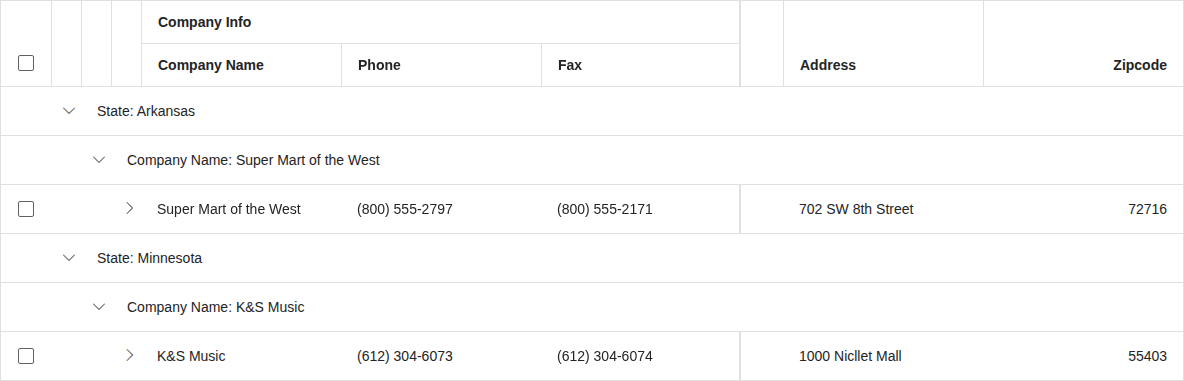 Company Info
Company Name Phone Fax Address Zipcode
State: Arkansas
Company Name: Super Mart of the West
Super Mart of the West (800) 555-2797 (800) 555-2171 702 SW 8th Street 72716
State: Minnesota
Company Name: K&S Music
K&S Music (612) 304-6073 (612) 304-6074 1000 Nicllet Mall 55403